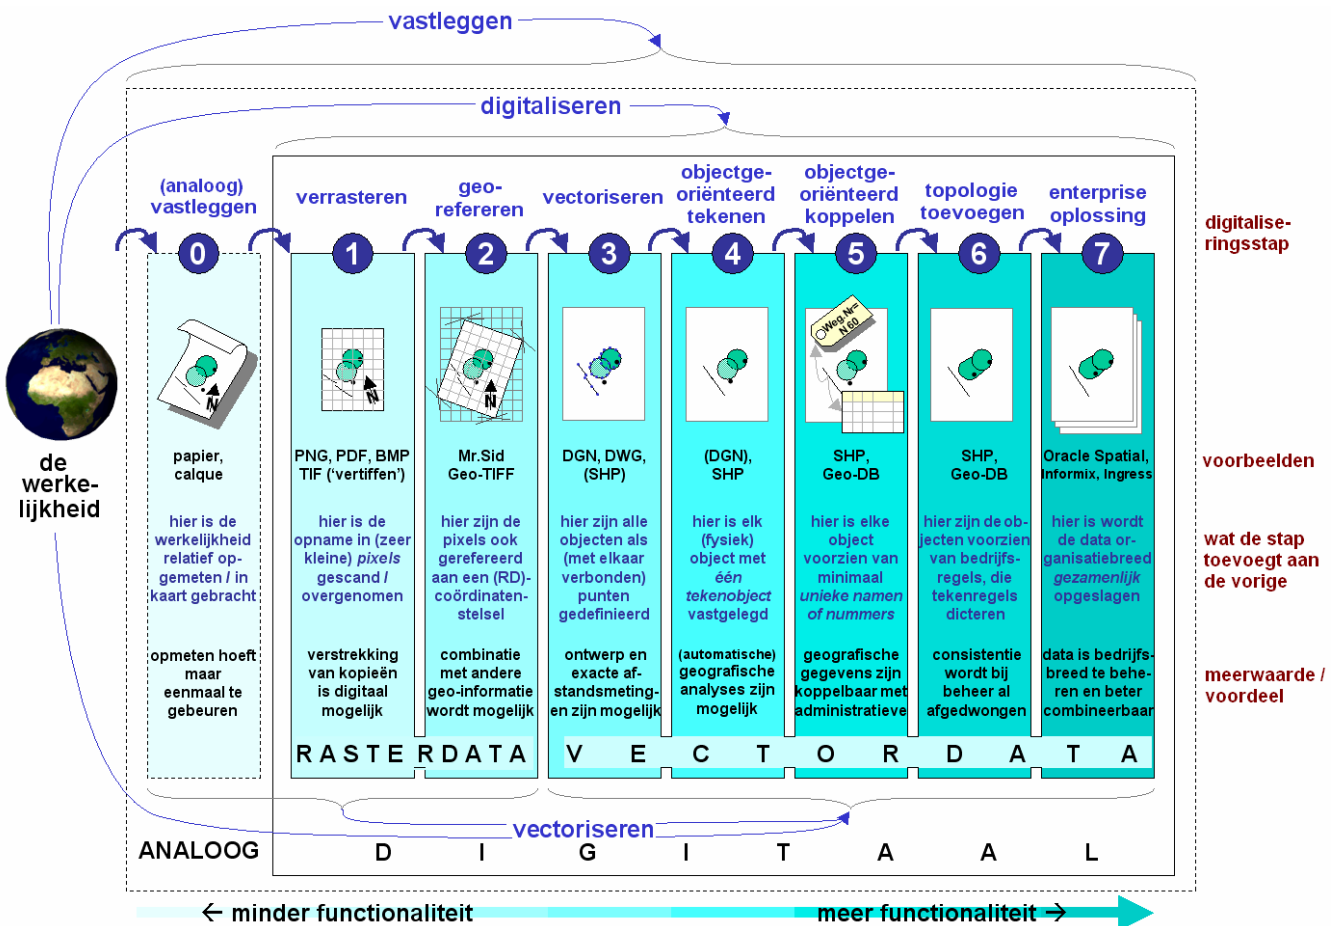 vastleggen
digitaliseren
(analoog)
vastleggen
verrasteren
geo-
refereren
vectoriseren
objectge-
oriënteerd
tekenen
objectge-
oriënteerd
koppelen
topologie
toevoegen
enterprise
oplossing
digitalise-
ringsstap
0
1
2
3
4
5
6
7
N
N
N
Weg.Nr=
N 60
de
werke-
lijkheid
papier,
calque
PNG, PDF, BMP
TIF (‘vertiffen’)
Mr.Sid
Geo-TIFF
DGN, DWG,
(SHP)
(DGN),
SHP
SHP,
Geo-DB
SHP,
Geo-DB
Oracle Spatial,
Informix, Ingress
voorbeelden
hier is de
werkelijkheid
relatief op-
gemeten / in
kaart gebracht
hier is de
opname in (zeer
kleine) pixels
gescand /
overgenomen
hier zijn de
pixels ook
gerefereerd
aan een (RD)-
coördinaten-
stelsel
hier zijn alle
objecten als
(met elkaar
verbonden)
punten
gedefinieerd
hier is elk
(fysiek)
object met
één
tekenobject
vastgelegd
hier is elke
object
voorzien van
minimaal
unieke namen
of nummers
hier zijn de ob-
jecten voorzien
van bedrijfs-
regels, die
tekenregels
dicteren
hier is wordt
de data or-
ganisatiebreed
gezamenlijk
opgeslagen
wat de stap
toevoegt aan
de vorige
opmeten hoeft
maar
eenmaal te
gebeuren
verstrekking
van kopieën
is digitaal
mogelijk
combinatie
met andere
geo-informatie
wordt mogelijk
ontwerp en
exacte af-
standsmeting-
en zijn mogelijk
(automatische)
geografische
analyses zijn
mogelijk
geografische
gegevens zijn
koppelbaar met
administratieve
consistentie
wordt bij
beheer al
afgedwongen
data is bedrijfs-
breed te behe-
ren en beter
combineerbaar
meerwaarde /
voordeel
RASTERDATA
VECTORDATA
vectoriseren
ANALOOG
DIGITAAL
← minder functionaliteit
meer functionaliteit →